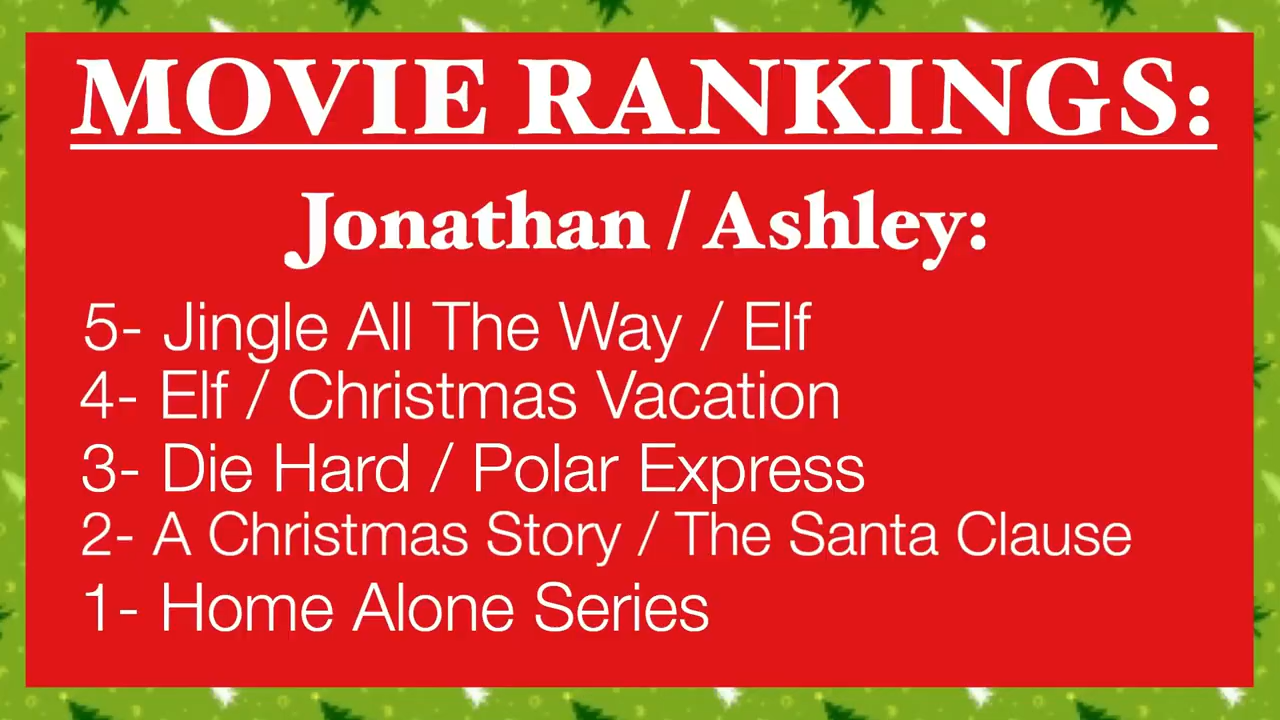 MOVIE RANKINGS:
Jonathan / Ashley:
5- Jingle All The Way / Elf
4- Elf / Christmas Vacation
3- Die Hard / Polar Express
2- A Christmas Story / The Santa Clause
1- Home Alone Series